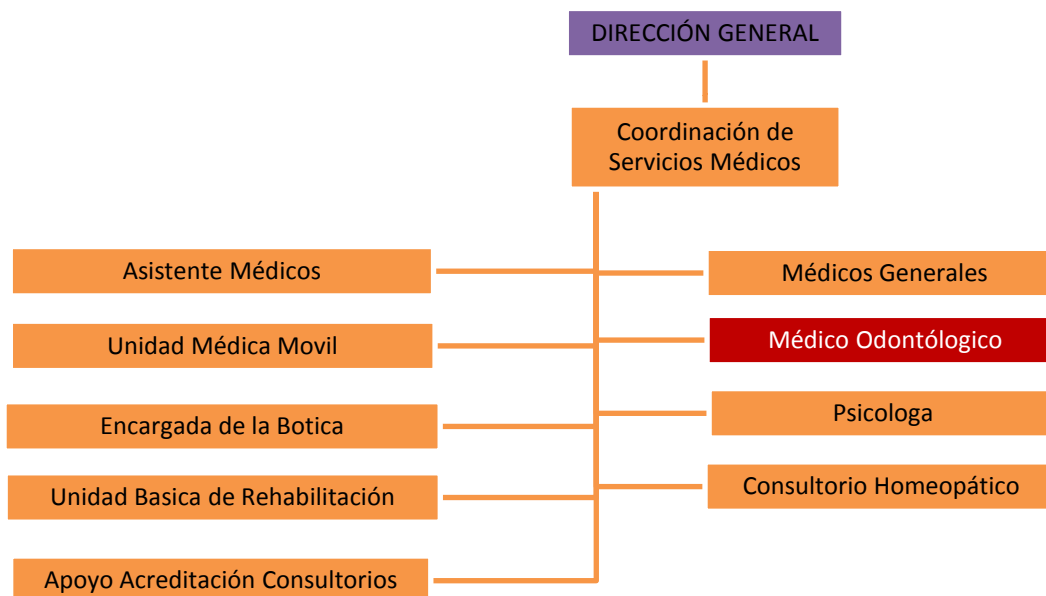 DIRECCIÓN GENERAL
Coordinación de
Servicios Médicos
Asistente Médicos
Médicos Generales
Unidad Médica Movil
Médico Odontólogico
Encargada de la Botica
Psicologa
Unidad Basica de Rehabilitación
Consultorio Homeopático
Apoyo Acreditación Consultorios